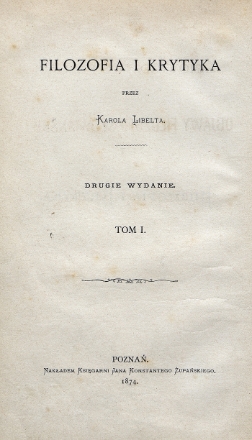 FILOZOFIA I KRYTYKA
PRZEZ
KAROLA LIBELTA.
DRUGIE WYDANIE.
TOM I.
POZNAŃ.
NAKŁADEM KSIĘGARNI JANA KONSTANTEGO ŻUPAŃSKIEGO.
1874.